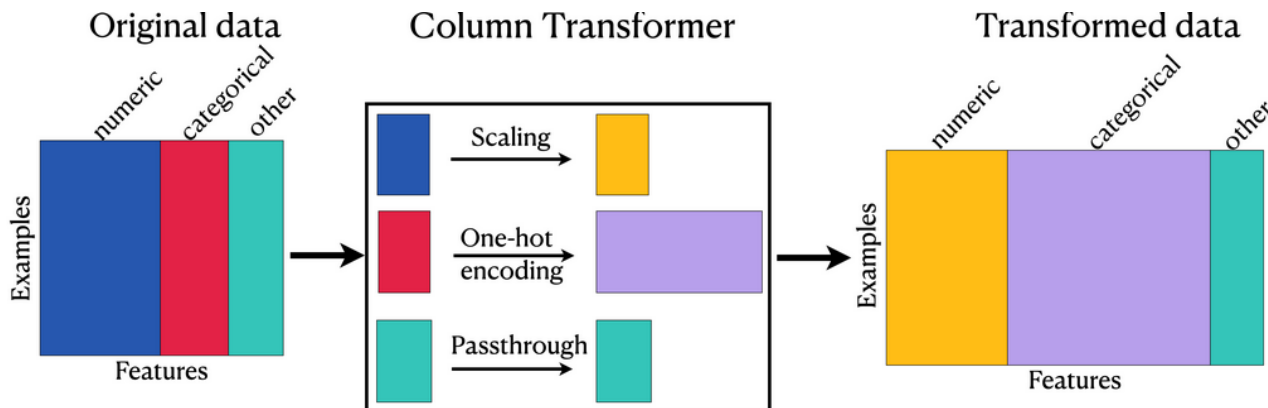 Original data
numeric
categorical
other
Examples
Features
Column Transformer
Scaling
One-hot
encoding
Passthrough
Transformed data
numeric
categorical
other
Examples
Features